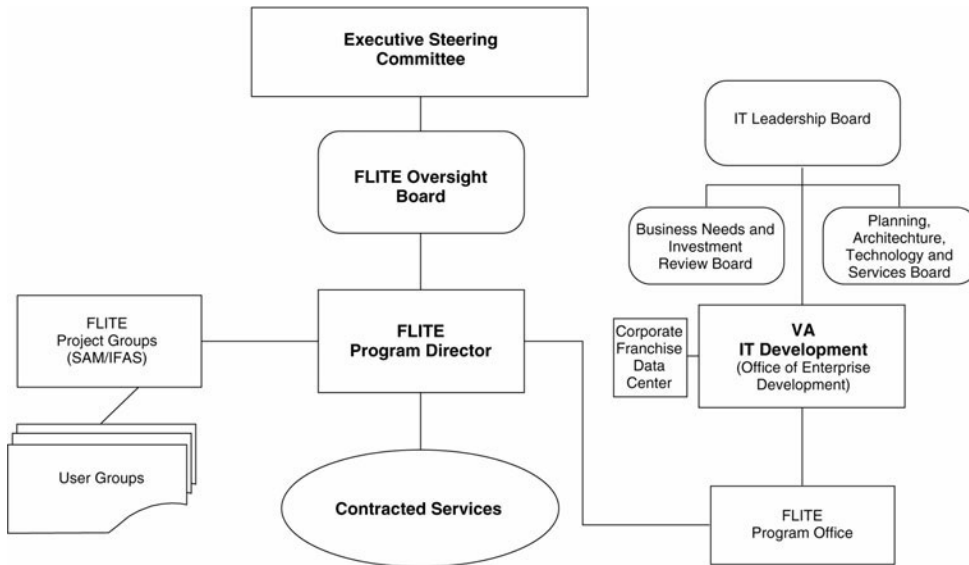 Executive Steering
Committee
IT Leadership Board
FLITE Oversight
Board
Business Needs and
Investment
Review Board
Planning,
Architechture,
Technology and
Services Board
FLITE
Project Groups
(SAM/IFAS)
FLITE
Program Director
Corporate
Franchise
Data
Center
VA
IT Development
(Office of Enterprise
Development)
User Groups
Contracted Services
FLITE
Program Office